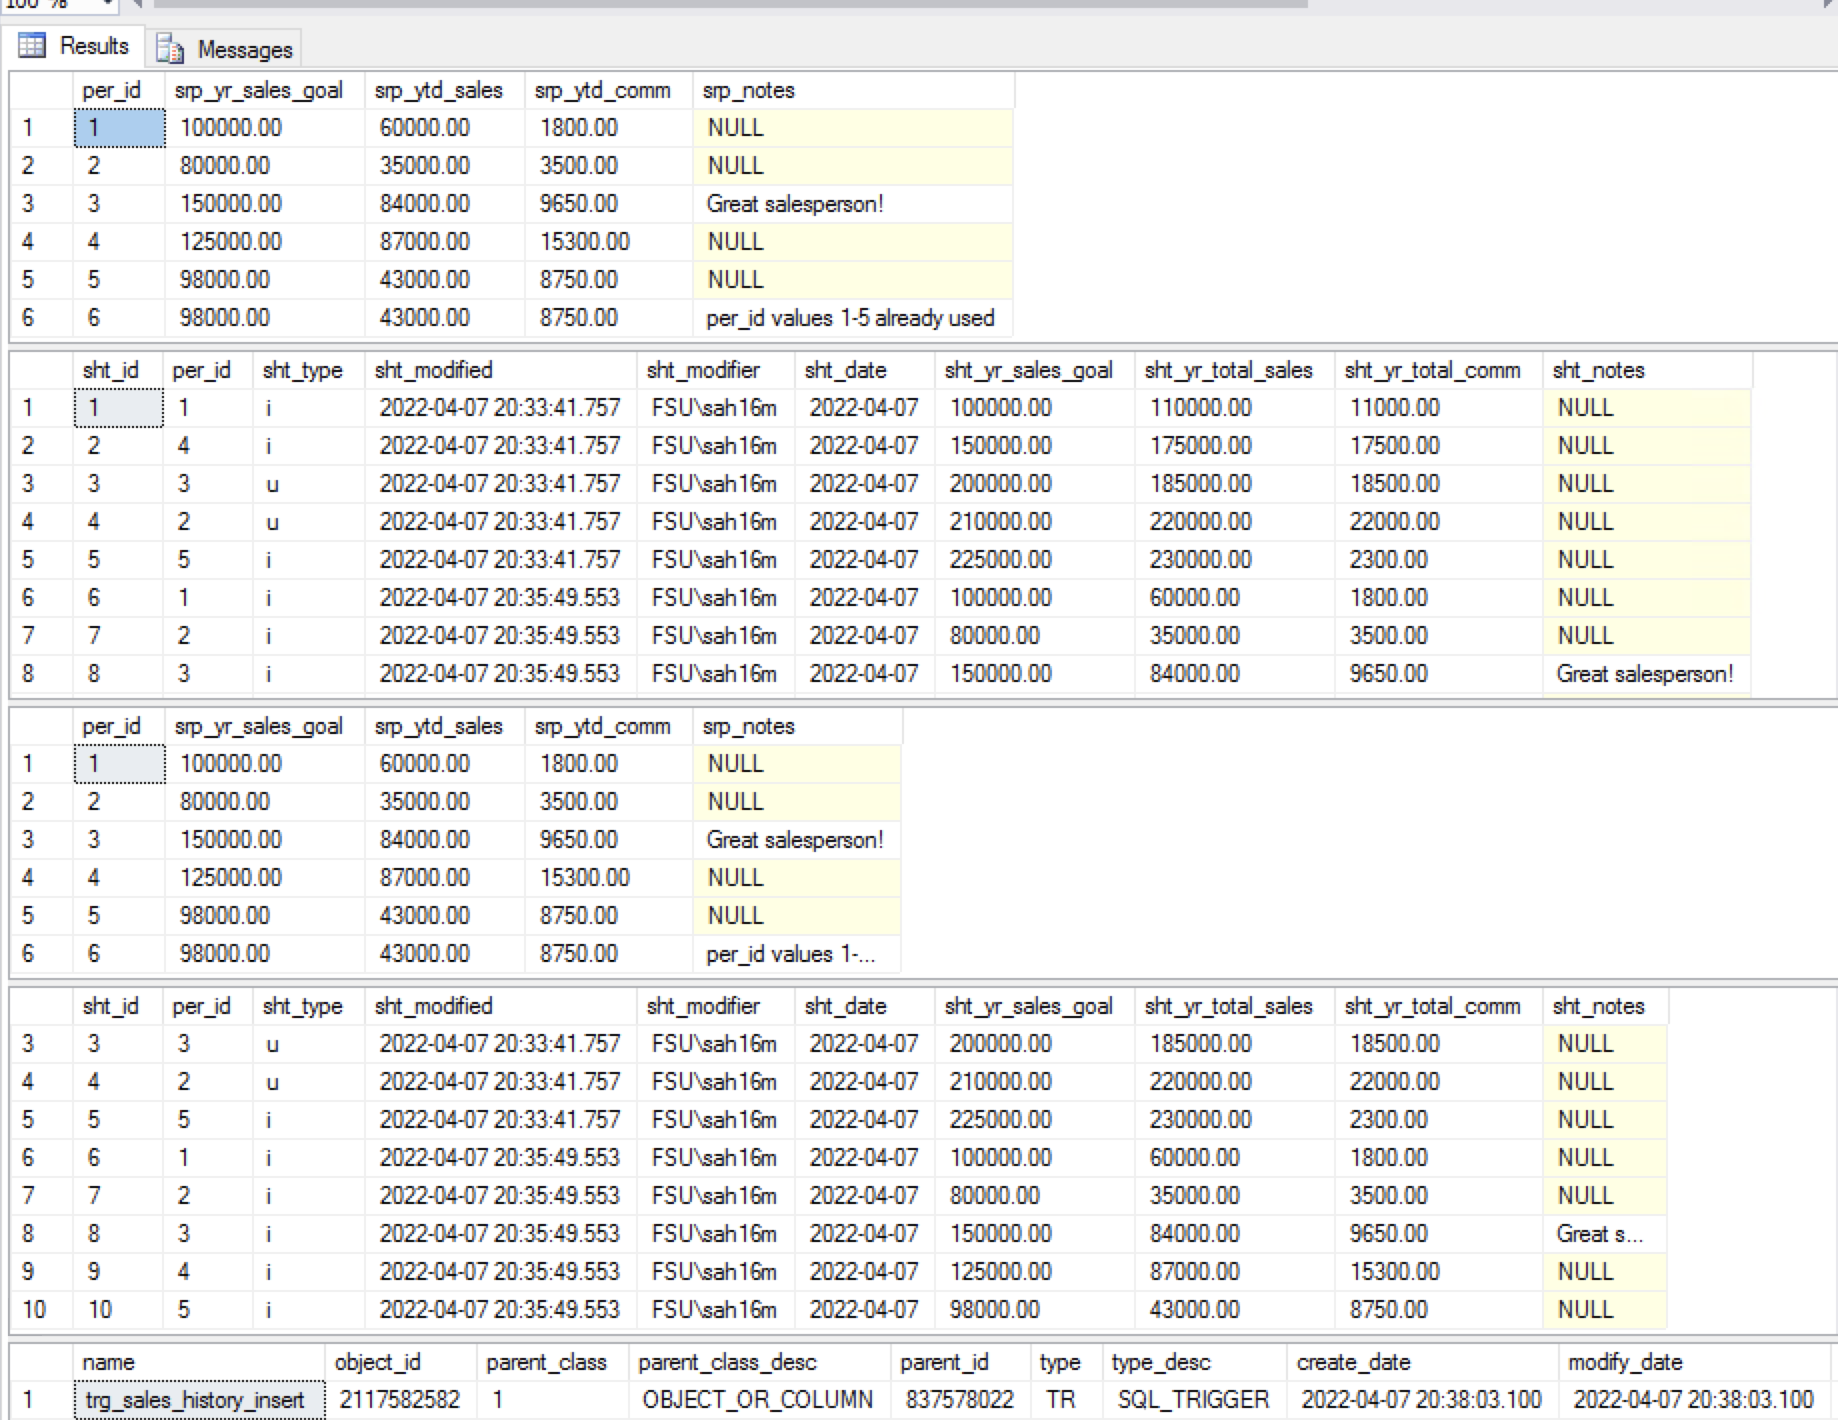 100 %
Results Messages
per_id srp_yr_sales_goal srp_ytd_sales srp_ytd_comm srp_notes
1 1 100000.00 60000.00 1800.00 NULL
2 2 80000.00 35000.00 3500.00 NULL
3 3 150000.00 84000.00 9650.00 Great salesperson!
4 4 125000.00 87000.00 15300.00 NULL
5 5 98000.00 43000.00 8750.00 NULL
6 6 98000.00 43000.00 8750.00 per_id values 1-5 already used
sht_id per_id sht_type sht_modified sht_modifier sht_date sht_yr_sales_goal sht_yr_total_sales sht_yr_total_comm sht_notes
1 1 1 i 2022-04-07 20:33:41.757 FSU\sah16m 2022-04-07 100000.00 110000.00 11000.00 NULL
2 2 4 i 2022-04-07 20:33:41.757 FSU\sah16m 2022-04-07 150000.00 175000.00 17500.00 NULL
3 3 3 u 2022-04-07 20:33:41.757 FSU\sah16m 2022-04-07 200000.00 185000.00 18500.00 NULL
4 4 2 u 2022-04-07 20:33:41.757 FSU\sah16m 2022-04-07 210000.00 220000.00 22000.00 NULL
5 5 5 i 2022-04-07 20:33:41.757 FSU\sah16m 2022-04-07 225000.00 230000.00 2300.00 NULL
6 6 1 i 2022-04-07 20:35:49.553 FSU\sah16m 2022-04-07 100000.00 60000.00 1800.00 NULL
7 7 2 i 2022-04-07 20:35:49.553 FSU\sah16m 2022-04-07 80000.00 35000.00 3500.00 NULL
8 8 3 i 2022-04-07 20:35:49.553 FSU\sah16m 2022-04-07 150000.00 84000.00 9650.00 Great salesperson!
per_id srp_yr_sales_goal srp_ytd_sales srp_ytd_comm srp_notes
1 1 100000.00 60000.00 1800.00 NULL
2 2 80000.00 35000.00 3500.00 NULL
3 3 150000.00 84000.00 9650.00 Great salesperson!
4 4 125000.00 87000.00 15300.00 NULL
5 5 98000.00 43000.00 8750.00 NULL
6 6 98000.00 43000.00 8750.00 per_id values 1-...
sht_id per_id sht_type sht_modified sht_modifier sht_date sht_yr_sales_goal sht_yr_total_sales sht_yr_total_comm sht_notes
3 3 3 u 2022-04-07 20:33:41.757 FSU\sah16m 2022-04-07 200000.00 185000.00 18500.00 NULL
4 4 2 u 2022-04-07 20:33:41.757 FSU\sah16m 2022-04-07 210000.00 220000.00 22000.00 NULL
5 5 5 i 2022-04-07 20:33:41.757 FSU\sah16m 2022-04-07 225000.00 230000.00 2300.00 NULL
6 6 1 i 2022-04-07 20:35:49.553 FSU\sah16m 2022-04-07 100000.00 60000.00 1800.00 NULL
7 7 2 i 2022-04-07 20:35:49.553 FSU\sah16m 2022-04-07 80000.00 35000.00 3500.00 NULL
8 8 3 i 2022-04-07 20:35:49.553 FSU\sah16m 2022-04-07 150000.00 84000.00 9650.00 Great s...
9 9 4 i 2022-04-07 20:35:49.553 FSU\sah16m 2022-04-07 125000.00 87000.00 15300.00 NULL
10 10 5 i 2022-04-07 20:35:49.553 FSU\sah16m 2022-04-07 98000.00 43000.00 8750.00 NULL
name object_id parent_class parent_class_desc parent_id type type_desc create_date modify_date
1 trg_sales_history_insert 2117582582 1 OBJECT_OR_COLUMN 837578022 TR SQL_TRIGGER 2022-04-07 20:38:03.100 2022-04-07 20:38:03.100